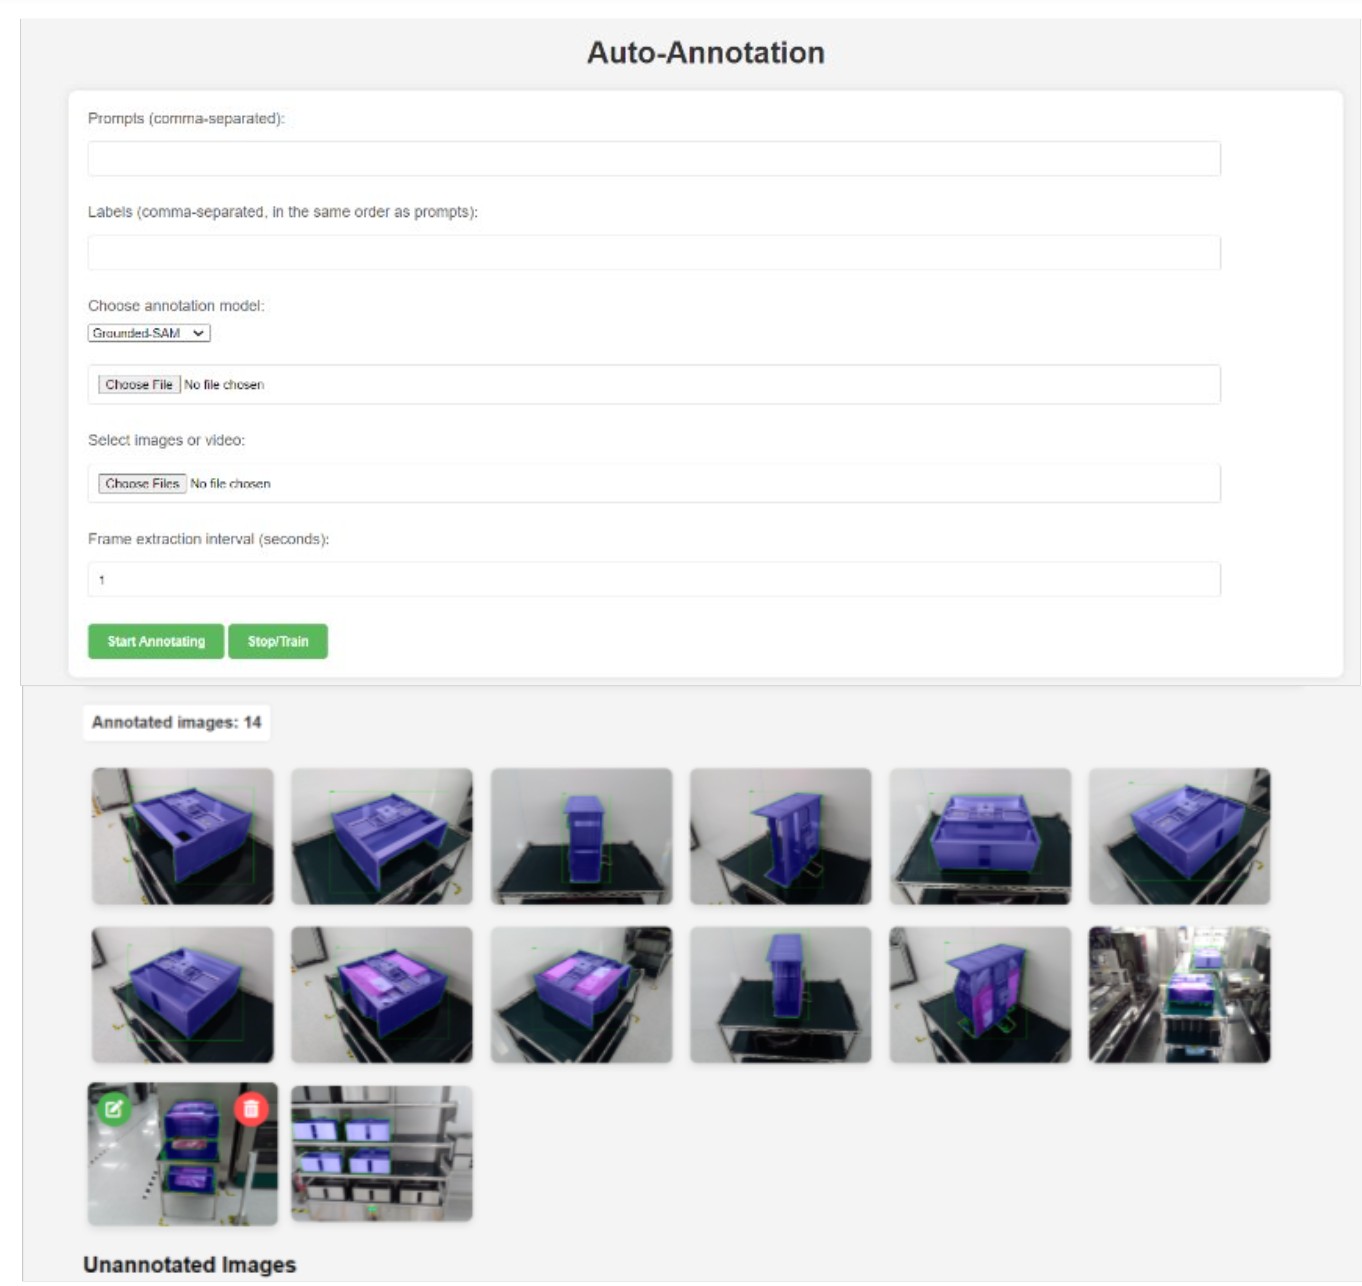 Auto-Annotation
Prompts (comma-separated):
Labels (comma-separated, in the same order as prompts):
Choose annotation model:
Grounded-SAM
Choose File No file chosen
Select images or video:
Choose Files No file chosen
Frame extraction interval (seconds):
1
Start Annotating Stop/Train
Annotated images: 14
Unannotated Images